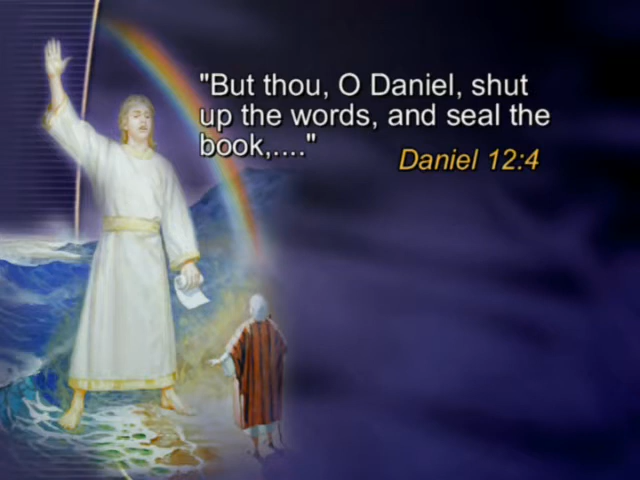 "But thou, O Daniel, shut
up the words, and seal the
book,...."
Daniel 12:4